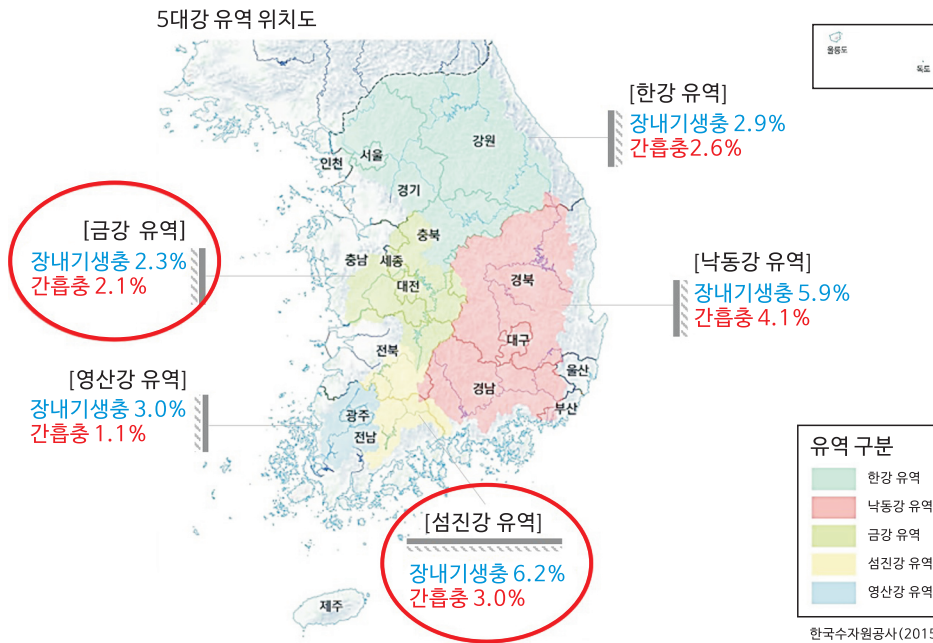 5대강 유역 위치도
울릉도
독도
[한강 유역]
장내기생충 2.9%
간흡충2.6%
강원
서울
인천
경기
[금강 유역]
장내기생충 2.3%
간흡충 2.1%
충북
충남
세종
대전
[낙동강 유역]
장내기생충 5.9%
간흡충 4.1%
경북
대구
전북
울산
경남
부산
[영산강 유역]
장내기생충 3.0%
간흡충 1.1%
광주
전남
[섬진강 유역]
장내기생충 6.2%
간흡충 3.0%
제주
유역 구분
한강 유역
낙동강 유역
금강 유역
섬진강 유역
영산강 유역
한국수자원공사(2015